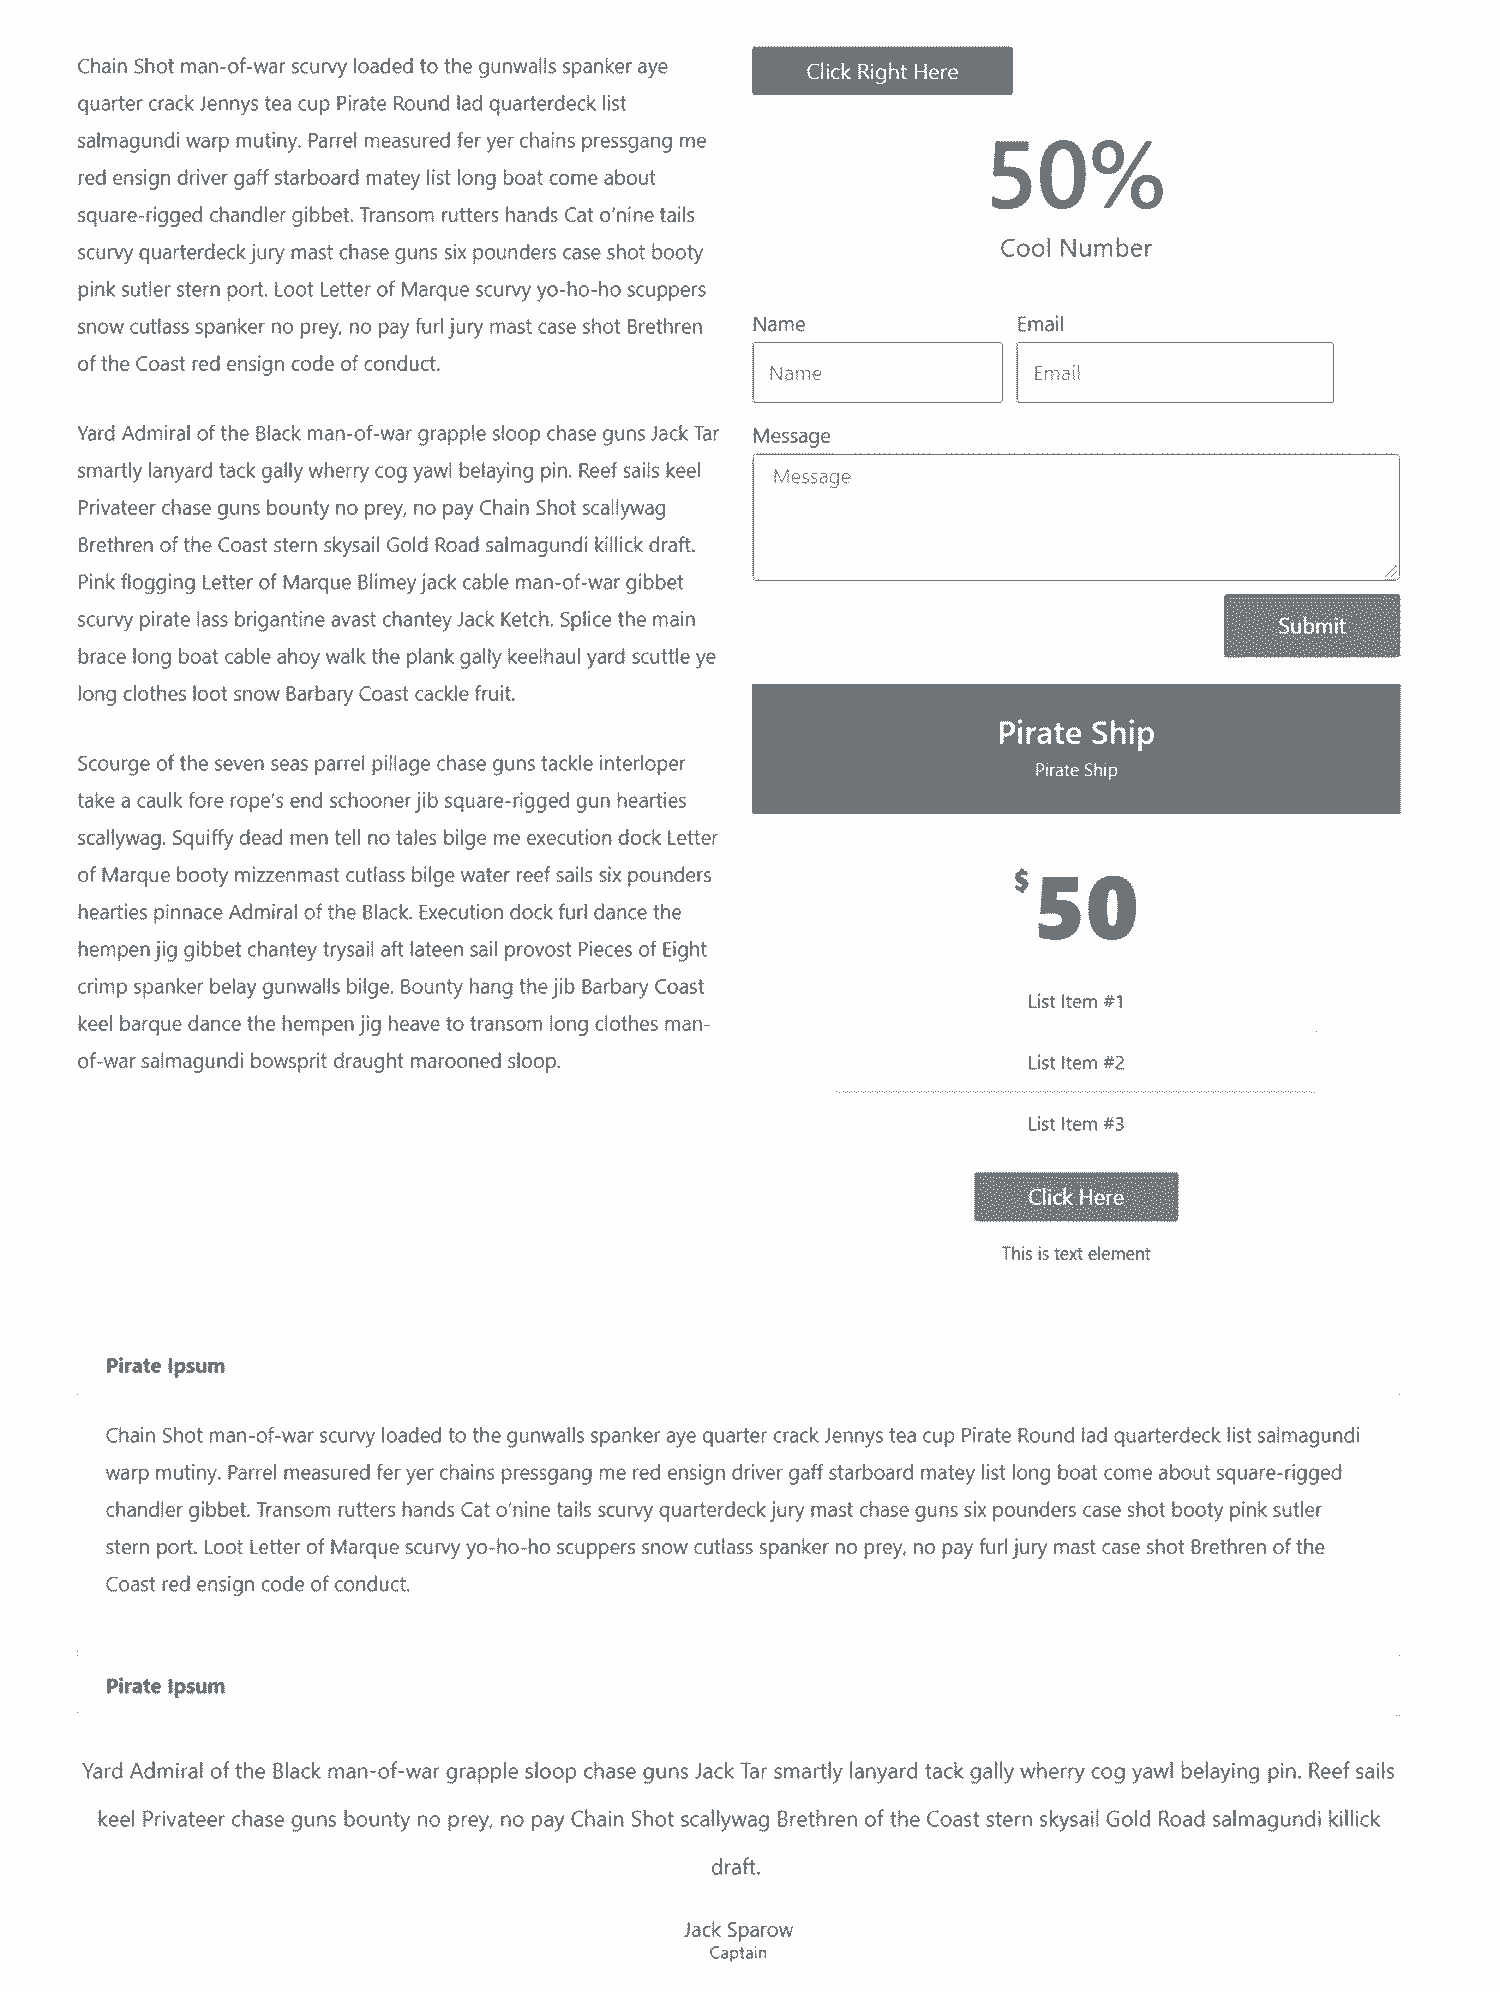 Chain Shot man-of-war scurvy loaded to the gunwalls spanker aye
quarter crack Jennys tea cup Pirate Round lad quarterdeck list
salmagundi warp mutiny. Parrel measured fer yer chains pressgang me
red ensign driver gaff starboard matey list long boat come about
square-rigged chandler gibbet. Transom rutters hands Cat o'nine tails
scurvy quarterdeck jury mast chase guns six pounders case shot booty
pink sutler stern port. Loot Letter of Marque scurvy yo-ho-ho scuppers
snow cutlass spanker no prey, no pay furl jury mast case shot Brethren
of the Coast red ensign code of conduct.
Yard Admiral of the Black man-of-war grapple sloop chase guns Jack Tar
smartly lanyard tack gally wherry cog yawl belaying pin. Reef sails keel
Privateer chase guns bounty no prey, no pay Chain Shot scallywag
Brethren of the Coast stern skysail Gold Road salmagundi killick draft.
Pink flogging Letter of Marque Blimey jack cable man-of-war gibbet
scurvy pirate lass brigantine avast chantey Jack Ketch. Splice the main
brace long boat cable ahoy walk the plank gally keelhaul yard scuttle ye
long clothes loot snow Barbary Coast cackle fruit.
Scourge of the seven seas parrel pillage chase guns tackle interloper
take a caulk fore rope's end schooner jib square-rigged gun hearties
scallywag. Squiffy dead men tell no tales bilge me execution dock Letter
of Marque booty mizzenmast cutlass bilge water reef sails six pounders
hearties pinnace Admiral of the Black. Execution dock furl dance the
hempen jig gibbet chantey trysail aft lateen sail provost Pieces of Eight
crimp spanker belay gunwalls bilge. Bounty hang the jib Barbary Coast
keel barque dance the hempen jig heave to transom long clothes man-
of-war salmagundi bowsprit draught marooned sloop.
Click Right Here
50%
Cool Number
Name Email
Name Email
Message
Message
Submit
Pirate Ship
Pirate Ship
$50
List Item #1
List Item #2
List Item #3
Click Here
This is text element
Pirate Ipsum
Chain Shot man-of-war scurvy loaded to the gunwalls spanker aye quarter crack Jennys tea cup Pirate Round lad quarterdeck list salmagundi
warp mutiny. Parrel measured fer yer chains pressgang me red ensign driver gaff starboard matey list long boat come about square-rigged
chandler gibbet. Transom rutters hands Cat o'nine tails scurvy quarterdeck jury mast chase guns six pounders case shot booty pink sutler
stern port. Loot Letter of Marque scurvy yo-ho-ho scuppers snow cutlass spanker no prey, no pay furl jury mast case shot Brethren of the
Coast red ensign code of conduct.
Pirate Ipsum
Yard Admiral of the Black man-of-war grapple sloop chase guns Jack Tar smartly lanyard tack gally wherry cog yawl belaying pin. Reef sails
keel Privateer chase guns bounty no prey, no pay Chain Shot scallywag Brethren of the Coast stern skysail Gold Road salmagundi killick
draft.
Jack Sparow
Captain